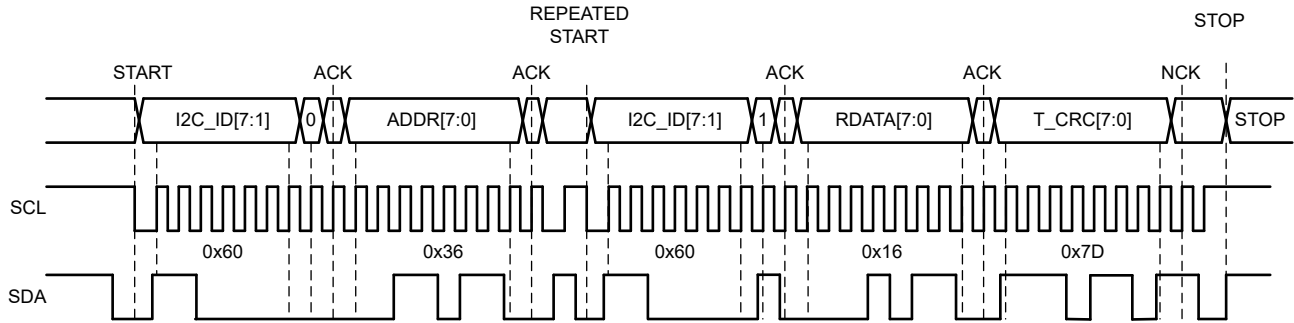 REPEATED
START
STOP
START
ACK
ACK
ACK
ACK
NCK
I2C_ID[7:1]
0
ADDR[7:0]
I2C_ID[7:1]
1
RDATA[7:0]
T_CRC[7:0]
STOP
SCL
0x60
0x36
0x60
0x16
0x7D
SDA